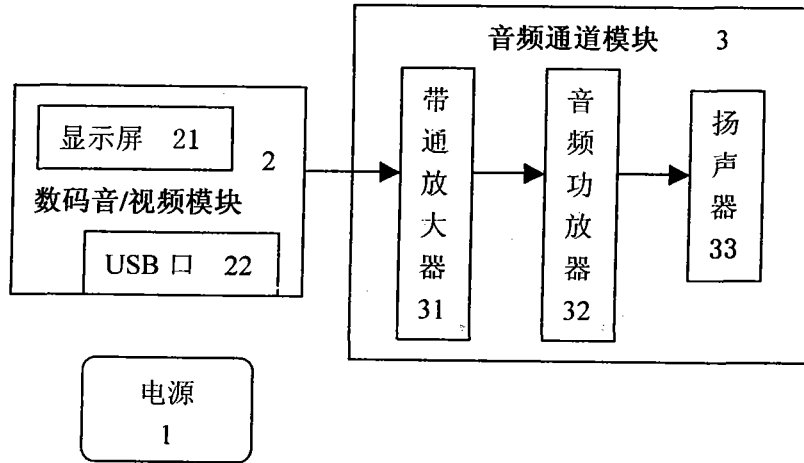 音频通道模块 3
显示屏 21
2
数码音/视频模块
USB 口 22
带通放大器 31
音频功放器 32
扬声器 33
电源
1